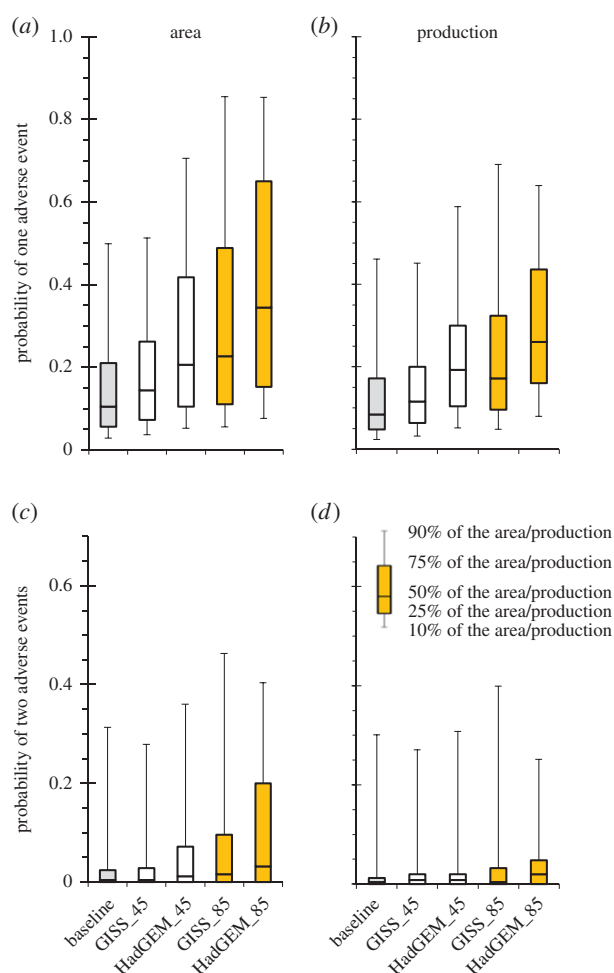 (a) area
(b) production
1.0
0.8
0.6
0.4
0.2
0
probability of one adverse event
(c)
(d)
0.6
0.4
0.2
0
probability of two adverse events
90% of the area/production
75% of the area/production
50% of the area/production
25% of the area/production
10% of the area/production
baseline
GISS_45
HadGEM_45
GISS_85
HadGEM_85
baseline
GISS_45
HadGEM_45
GISS_85
HadGEM_85